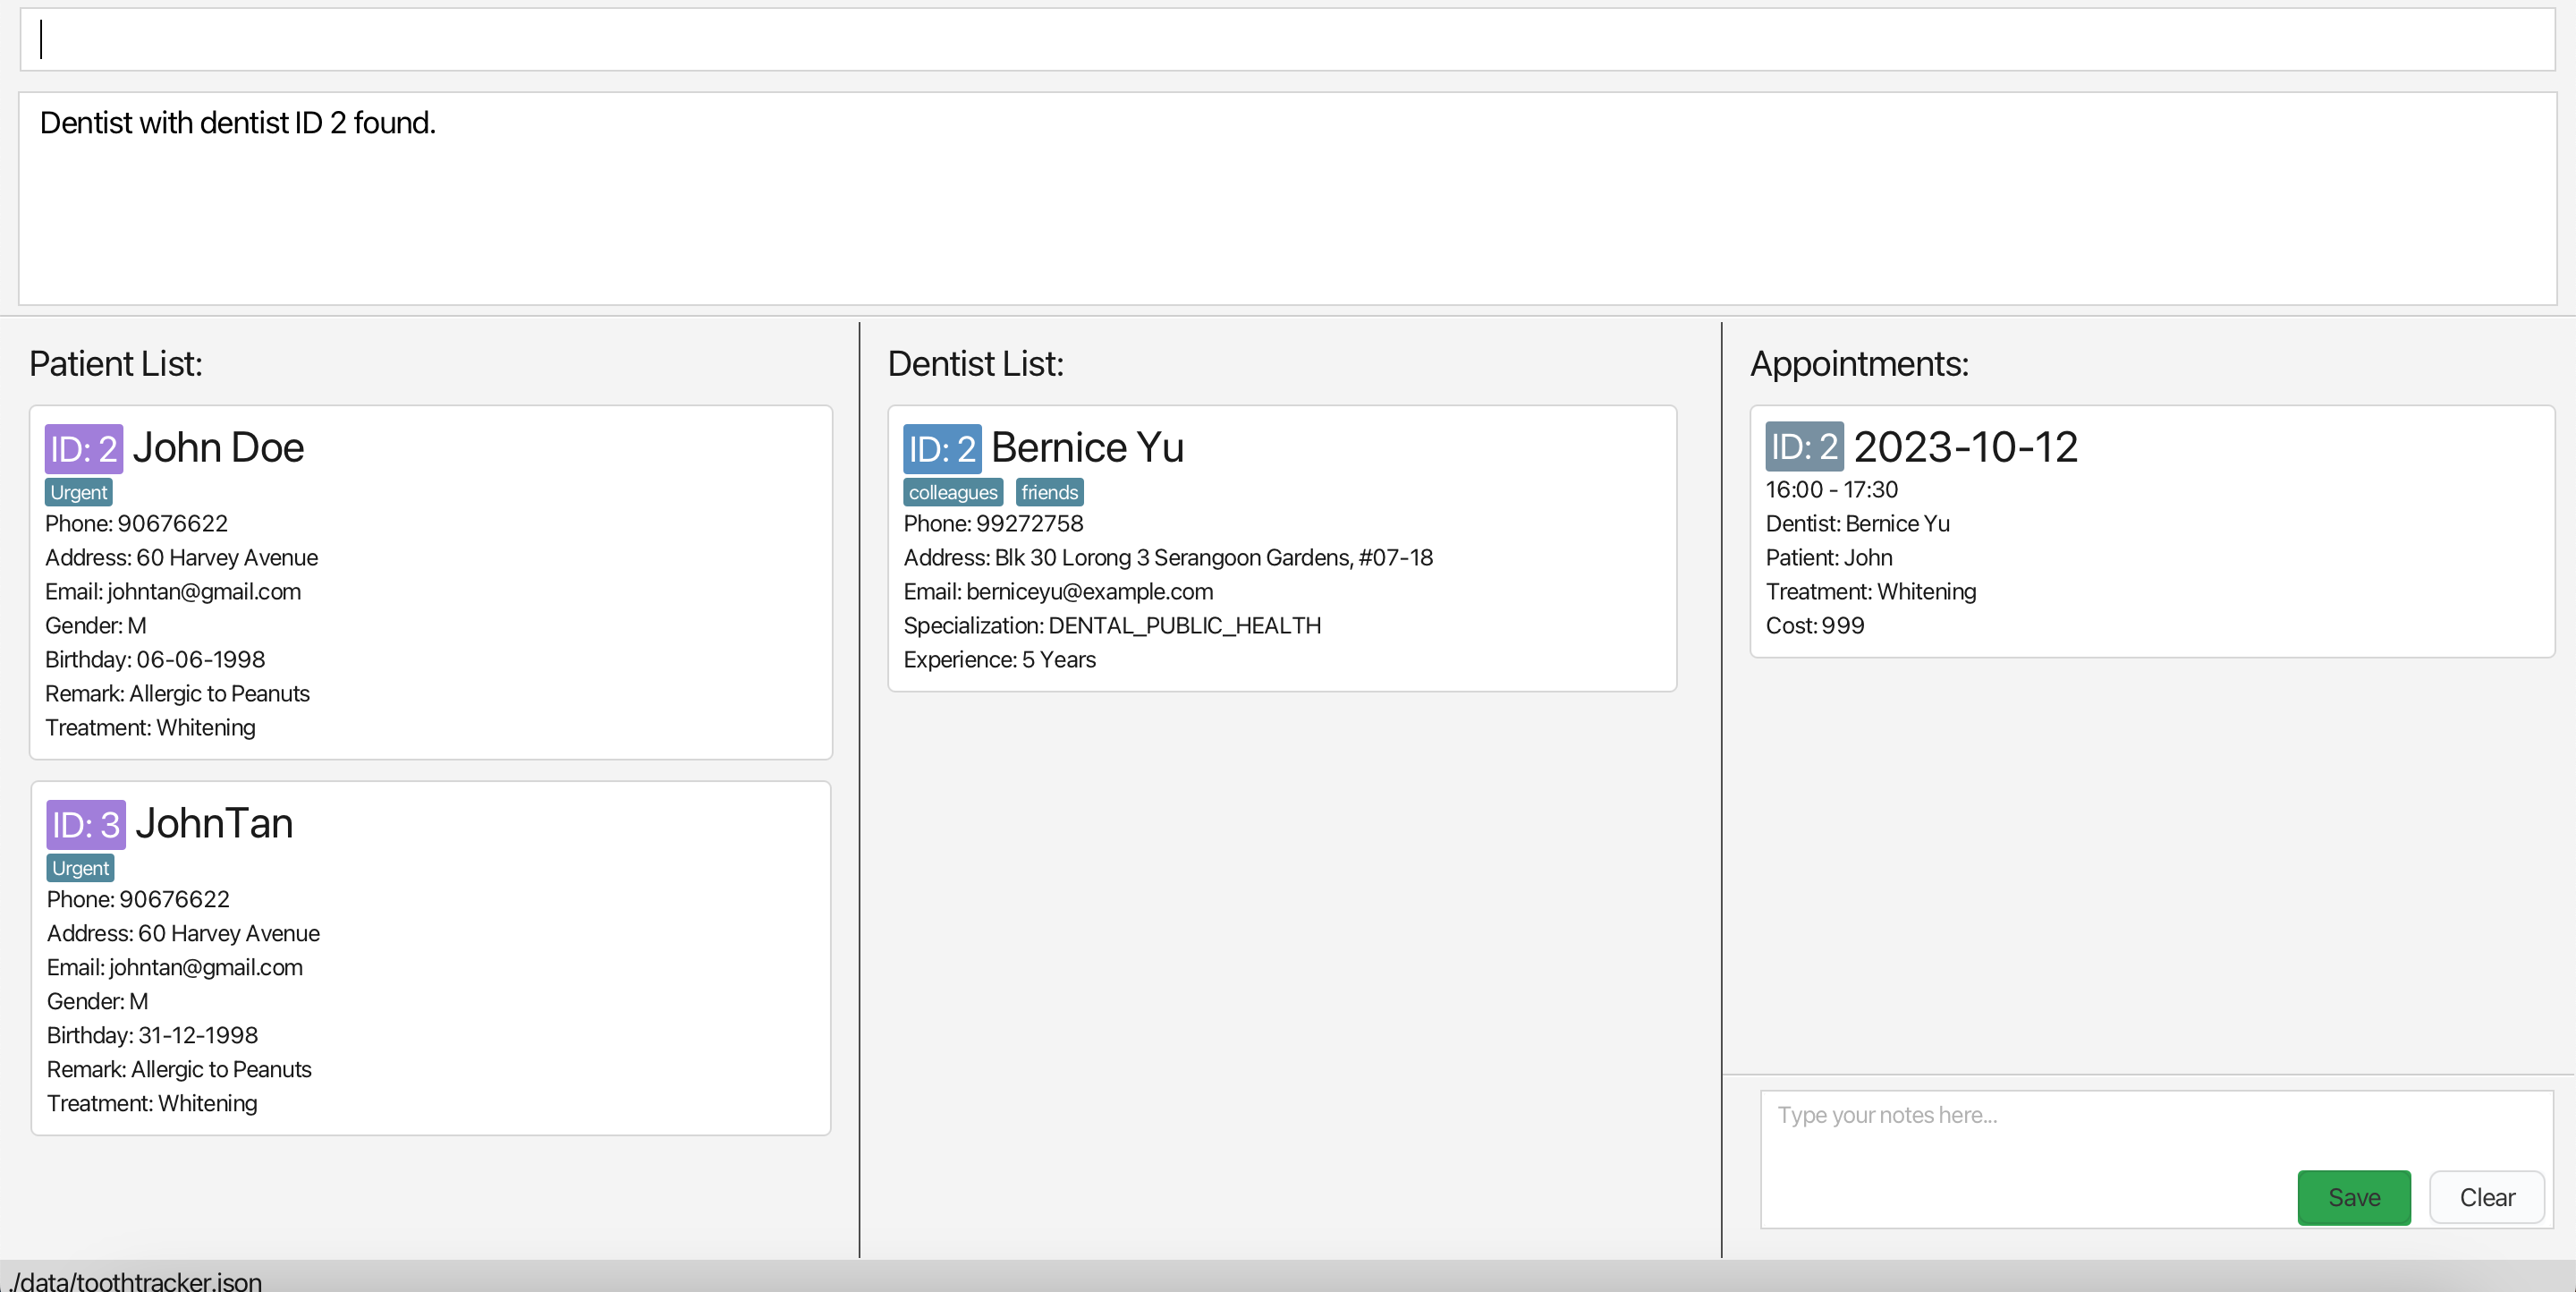 Dentist with dentist ID 2 found.
Patient List:
ID: 2 John Doe
Urgent
Phone: 90676622
Address: 60 Harvey Avenue
Email: johntan@gmail.com
Gender: M
Birthday: 06-06-1998
Remark: Allergic to Peanuts
Treatment: Whitening
ID: 3 JohnTan
Urgent
Phone: 90676622
Address: 60 Harvey Avenue
Email: johntan@gmail.com
Gender: M
Birthday: 31-12-1998
Remark: Allergic to Peanuts
Treatment: Whitening
Dentist List:
ID: 2 Bernice Yu
colleagues friends
Phone: 99272758
Address: Blk 30 Lorong 3 Serangoon Gardens, #07-18
Email: berniceyu@example.com
Specialization: DENTAL_PUBLIC_HEALTH
Experience: 5 Years
Appointments:
ID: 2 2023-10-12
16:00 - 17:30
Dentist: Bernice Yu
Patient: John
Treatment: Whitening
Cost: 999
Type your notes here...
Save Clear
./data/toothtracker.json